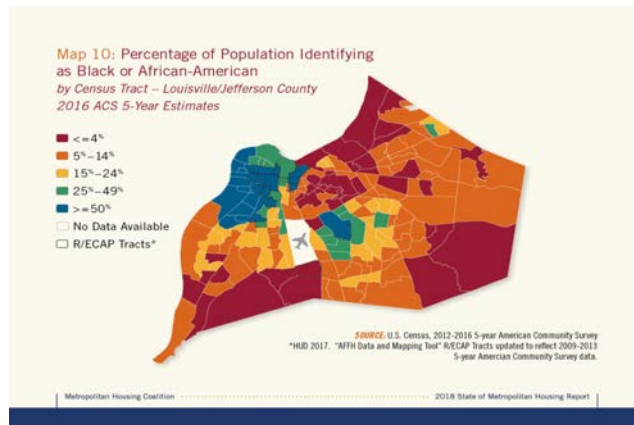 Map 10: Percentage of Population Identifying
as Black or African-American
by Census Tract – Louisville/Jefferson County
2016 ACS 5-Year Estimates
<=4%
5%–14%
15%–24%
25%–49%
>=50%
No Data Available
R/ECAP Tracts*
SOURCE: U.S. Census, 2012–2016 5-year American Community Survey
*HUD 2017. "AFFH Data and Mapping Tool" R/ECAP Tracts updated to reflect 2009-2013
5-year Amercian Community Survey data.
Metropolitan Housing Coalition
2018 State of Metropolitan Housing Report